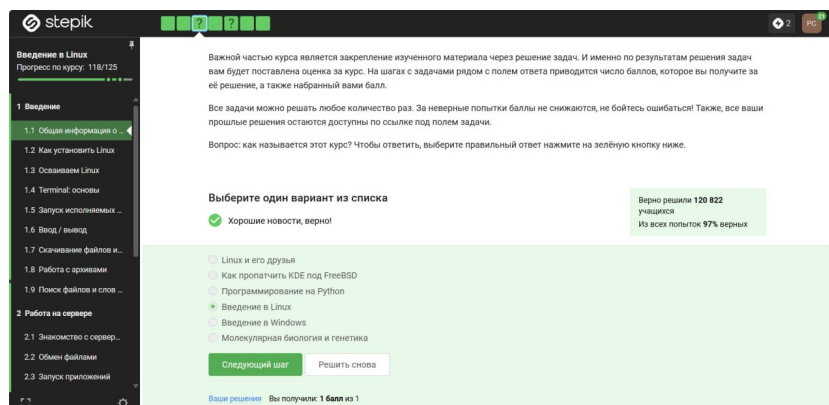 stepik
?
?
2
PC
21
Введение в Linux
Прогресс по курсу: 118/125
1 Введение
1.1 Общая информация о ...
1.2 Как установить Linux
1.3 Осваиваем Linux
1.4 Terminal: основы
1.5 Запуск исполняемых ...
1.6 Ввод / вывод
1.7 Скачивание файлов и...
1.8 Работа с архивами
1.9 Поиск файлов и слов ...
2 Работа на сервере
2.1 Знакомство с сервер...
2.2 Обмен файлами
2.3 Запуск приложений
Важной частью курса является закрепление изученного материала через решение задач. И именно по результатам решения задач
вам будет поставлена оценка за курс. На шагах с задачами рядом с полем ответа приводится число баллов, которое вы получите за
её решение, а также набранный вами балл.
Все задачи можно решать любое количество раз. За неверные попытки баллы не снижаются, не бойтесь ошибаться! Также, все ваши
прошлые решения остаются доступны по ссылке под полем задачи.
Вопрос: как называется этот курс? Чтобы ответить, выберите правильный ответ нажмите на зелёную кнопку ниже.
Выберите один вариант из списка
Хорошие новости, верно!
Верно решили 120 822
учащихся
Из всех попыток 97% верных
Linux и его друзья
Как пропатчить KDE под FreeBSD
Программирование на Python
Введение в Linux
Введение в Windows
Молекулярная биология и генетика
Следующий шаг
Решить снова
Ваши решения Вы получили: 1 балл из 1